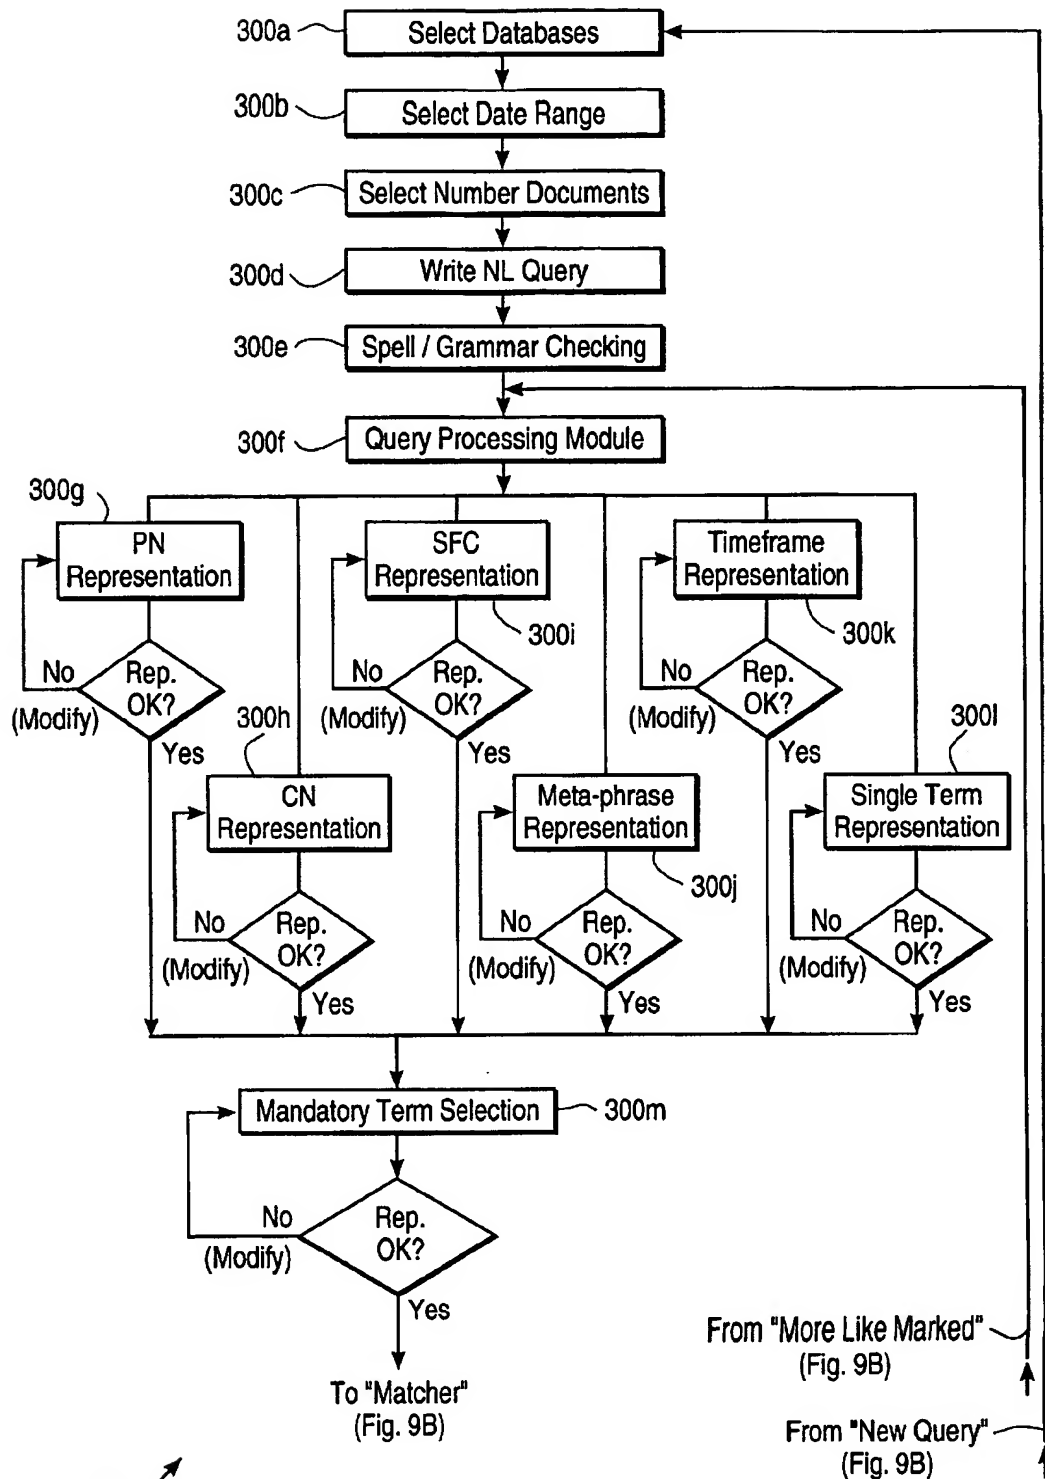 300a
Select Databases
300b
Select Date Range
300c
Select Number Documents
300d
Write NL Query
300e
Spell / Grammar Checking
300f
Query Processing Module
300g
PN
Representation
SFC
Representation
300i
Timeframe
Representation
300k
No
(Modify)
Rep.
OK?
Yes
No
(Modify)
Rep.
OK?
Yes
No
(Modify)
Rep.
OK?
Yes
300h
CN
Representation
Meta-phrase
Representation
300j
300l
Single Term
Representation
No
(Modify)
Rep.
OK?
Yes
No
(Modify)
Rep.
OK?
Yes
No
(Modify)
Rep.
OK?
Yes
Mandatory Term Selection
300m
No
(Modify)
Rep.
OK?
Yes
To "Matcher"
(Fig. 9B)
From "More Like Marked"
(Fig. 9B)
From "New Query"
(Fig. 9B)